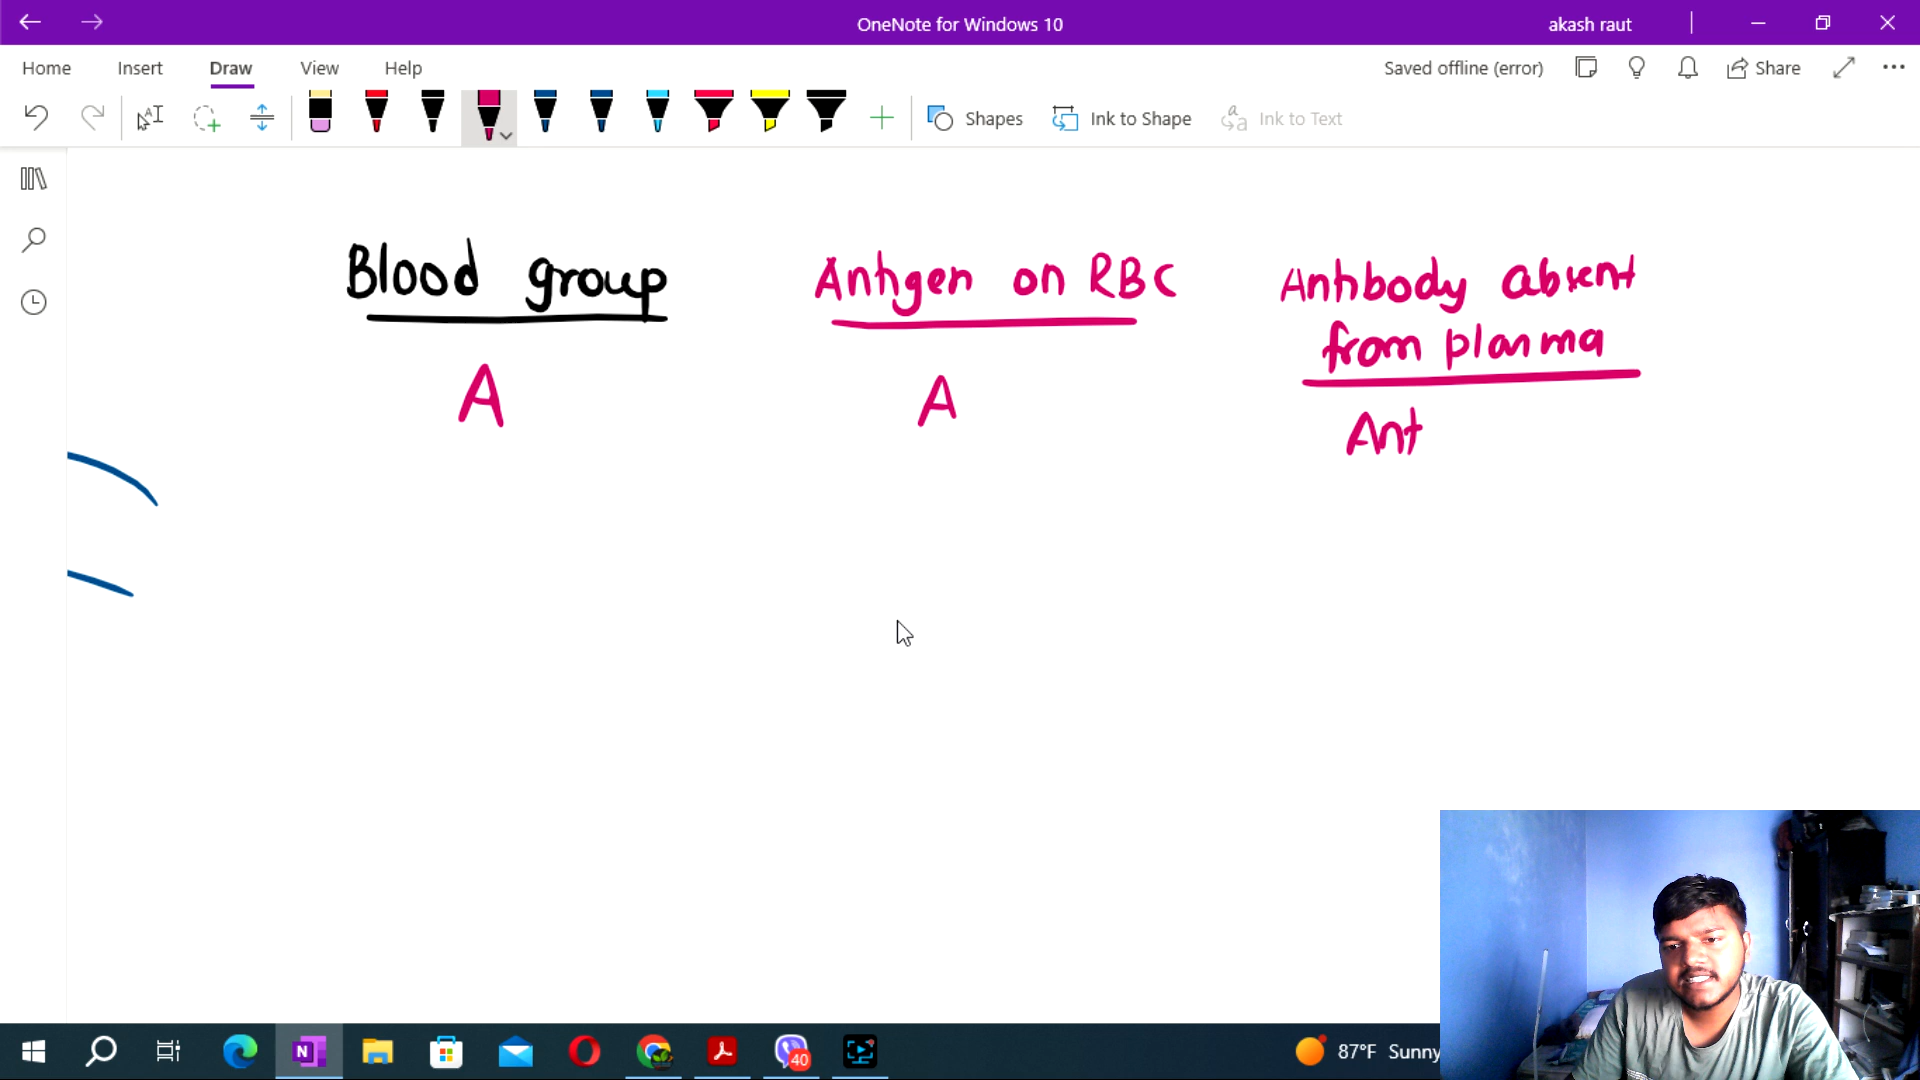 OneNote for Windows 10
akash raut
Home Insert Draw View Help
Saved offline (error)
Share
Shapes
Ink to Shape
Ink to Text
Blood group
Antigen on RBC
Antibody absent
from plasma
A
A
Ant
40
87°F Sunny